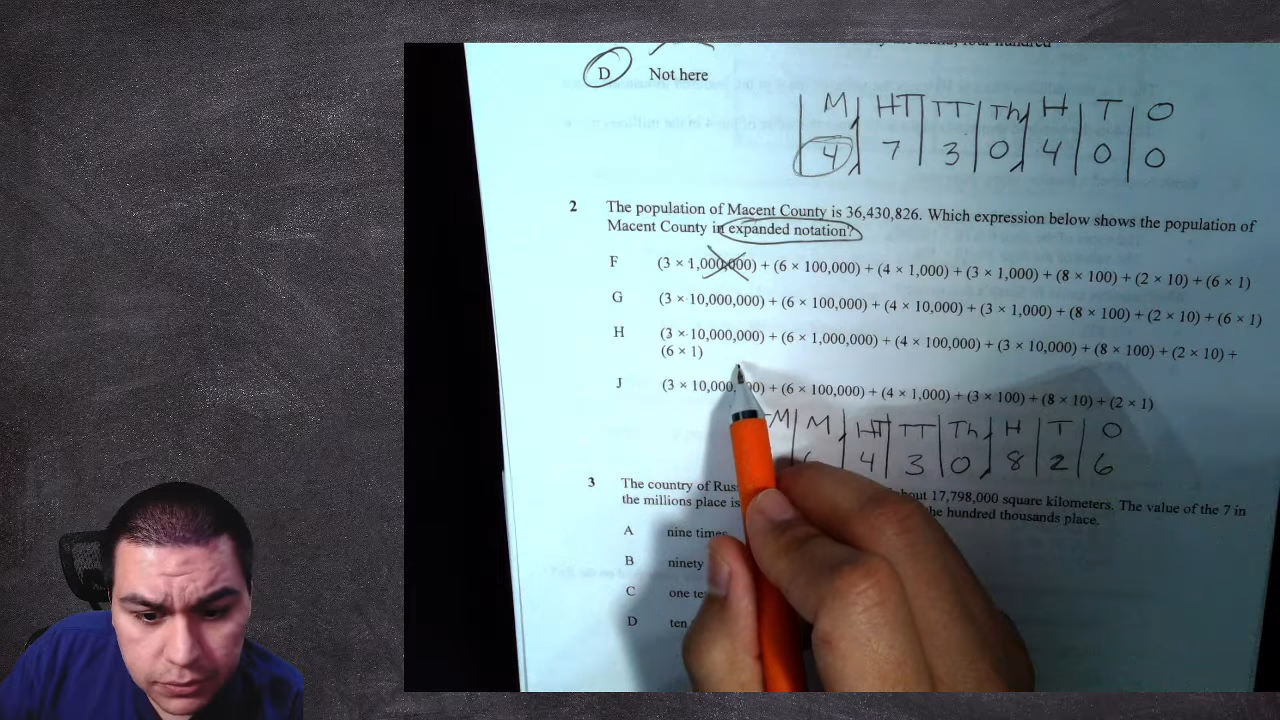 D Not here
M, HT TT Th, H T O
4, 7 3 0, 4 0 0
2 The population of Macent County is 36,430,826. Which expression below shows the population of
Macent County in expanded notation?
F (3 × 1,000,000) + (6 × 100,000) + (4 × 1,000) + (3 × 1,000) + (8 × 100) + (2 × 10) + (6 × 1)
G (3 × 10,000,000) + (6 × 100,000) + (4 × 10,000) + (3 × 1,000) + (8 × 100) + (2 × 10) + (6 × 1)
H (3 × 10,000,000) + (6 × 1,000,000) + (4 × 100,000) + (3 × 10,000) + (8 × 100) + (2 × 10) +
(6 × 1)
J (3 × 10,000,000) + (6 × 100,000) + (4 × 1,000) + (3 × 100) + (8 × 10) + (2 × 1)
M M, HT TT Th, H T O
4 3 0, 8 2 6
3 The country of about 17,798,000 square kilometers. The value of the 7 in
the millions place is the hundred thousands place.
A nine times
B ninety
C one
D ten